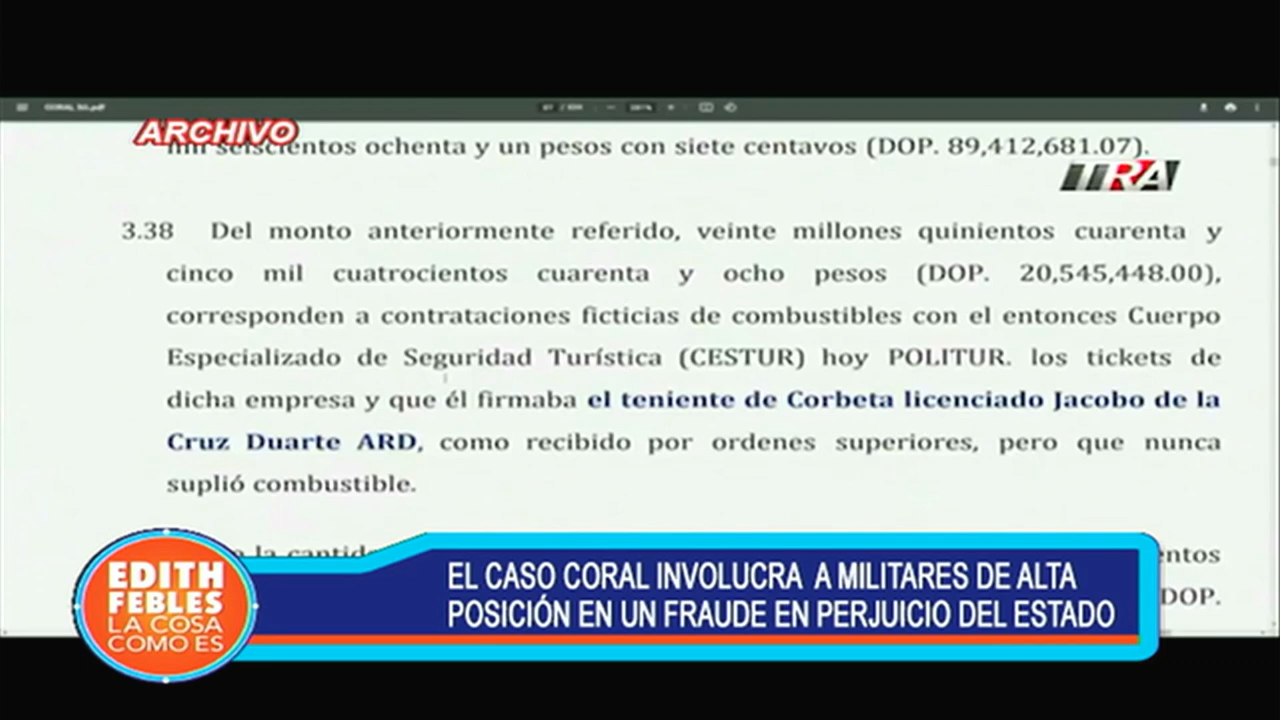 ARCHIVO
mil seiscientos ochenta y un pesos con siete centavos (DOP. 89,412,681.07).
TRA
3.38 Del monto anteriormente referido, veinte millones quinientos cuarenta y
cinco mil cuatrocientos cuarenta y ocho pesos (DOP. 20,545,448.00),
corresponden a contrataciones ficticias de combustibles con el entonces Cuerpo
Especializado de Seguridad Turística (CESTUR) hoy POLITUR. los tickets de
dicha empresa y que él firmaba el teniente de Corbeta licenciado Jacobo de la
Cruz Duarte ARD, como recibido por ordenes superiores, pero que nunca
suplió combustible.
la
DOP.
EDITH
FEBLES
LA COSA
COMO ES
EL CASO CORAL INVOLUCRA A MILITARES DE ALTA
POSICIÓN EN UN FRAUDE EN PERJUICIO DEL ESTADO